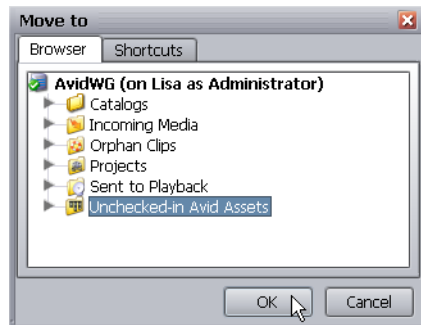 Move to
Browser
Shortcuts
AvidWG (on Lisa as Administrator)
Catalogs
Incoming Media
Orphan Clips
Projects
Sent to Playback
Unchecked-in Avid Assets
OK
Cancel